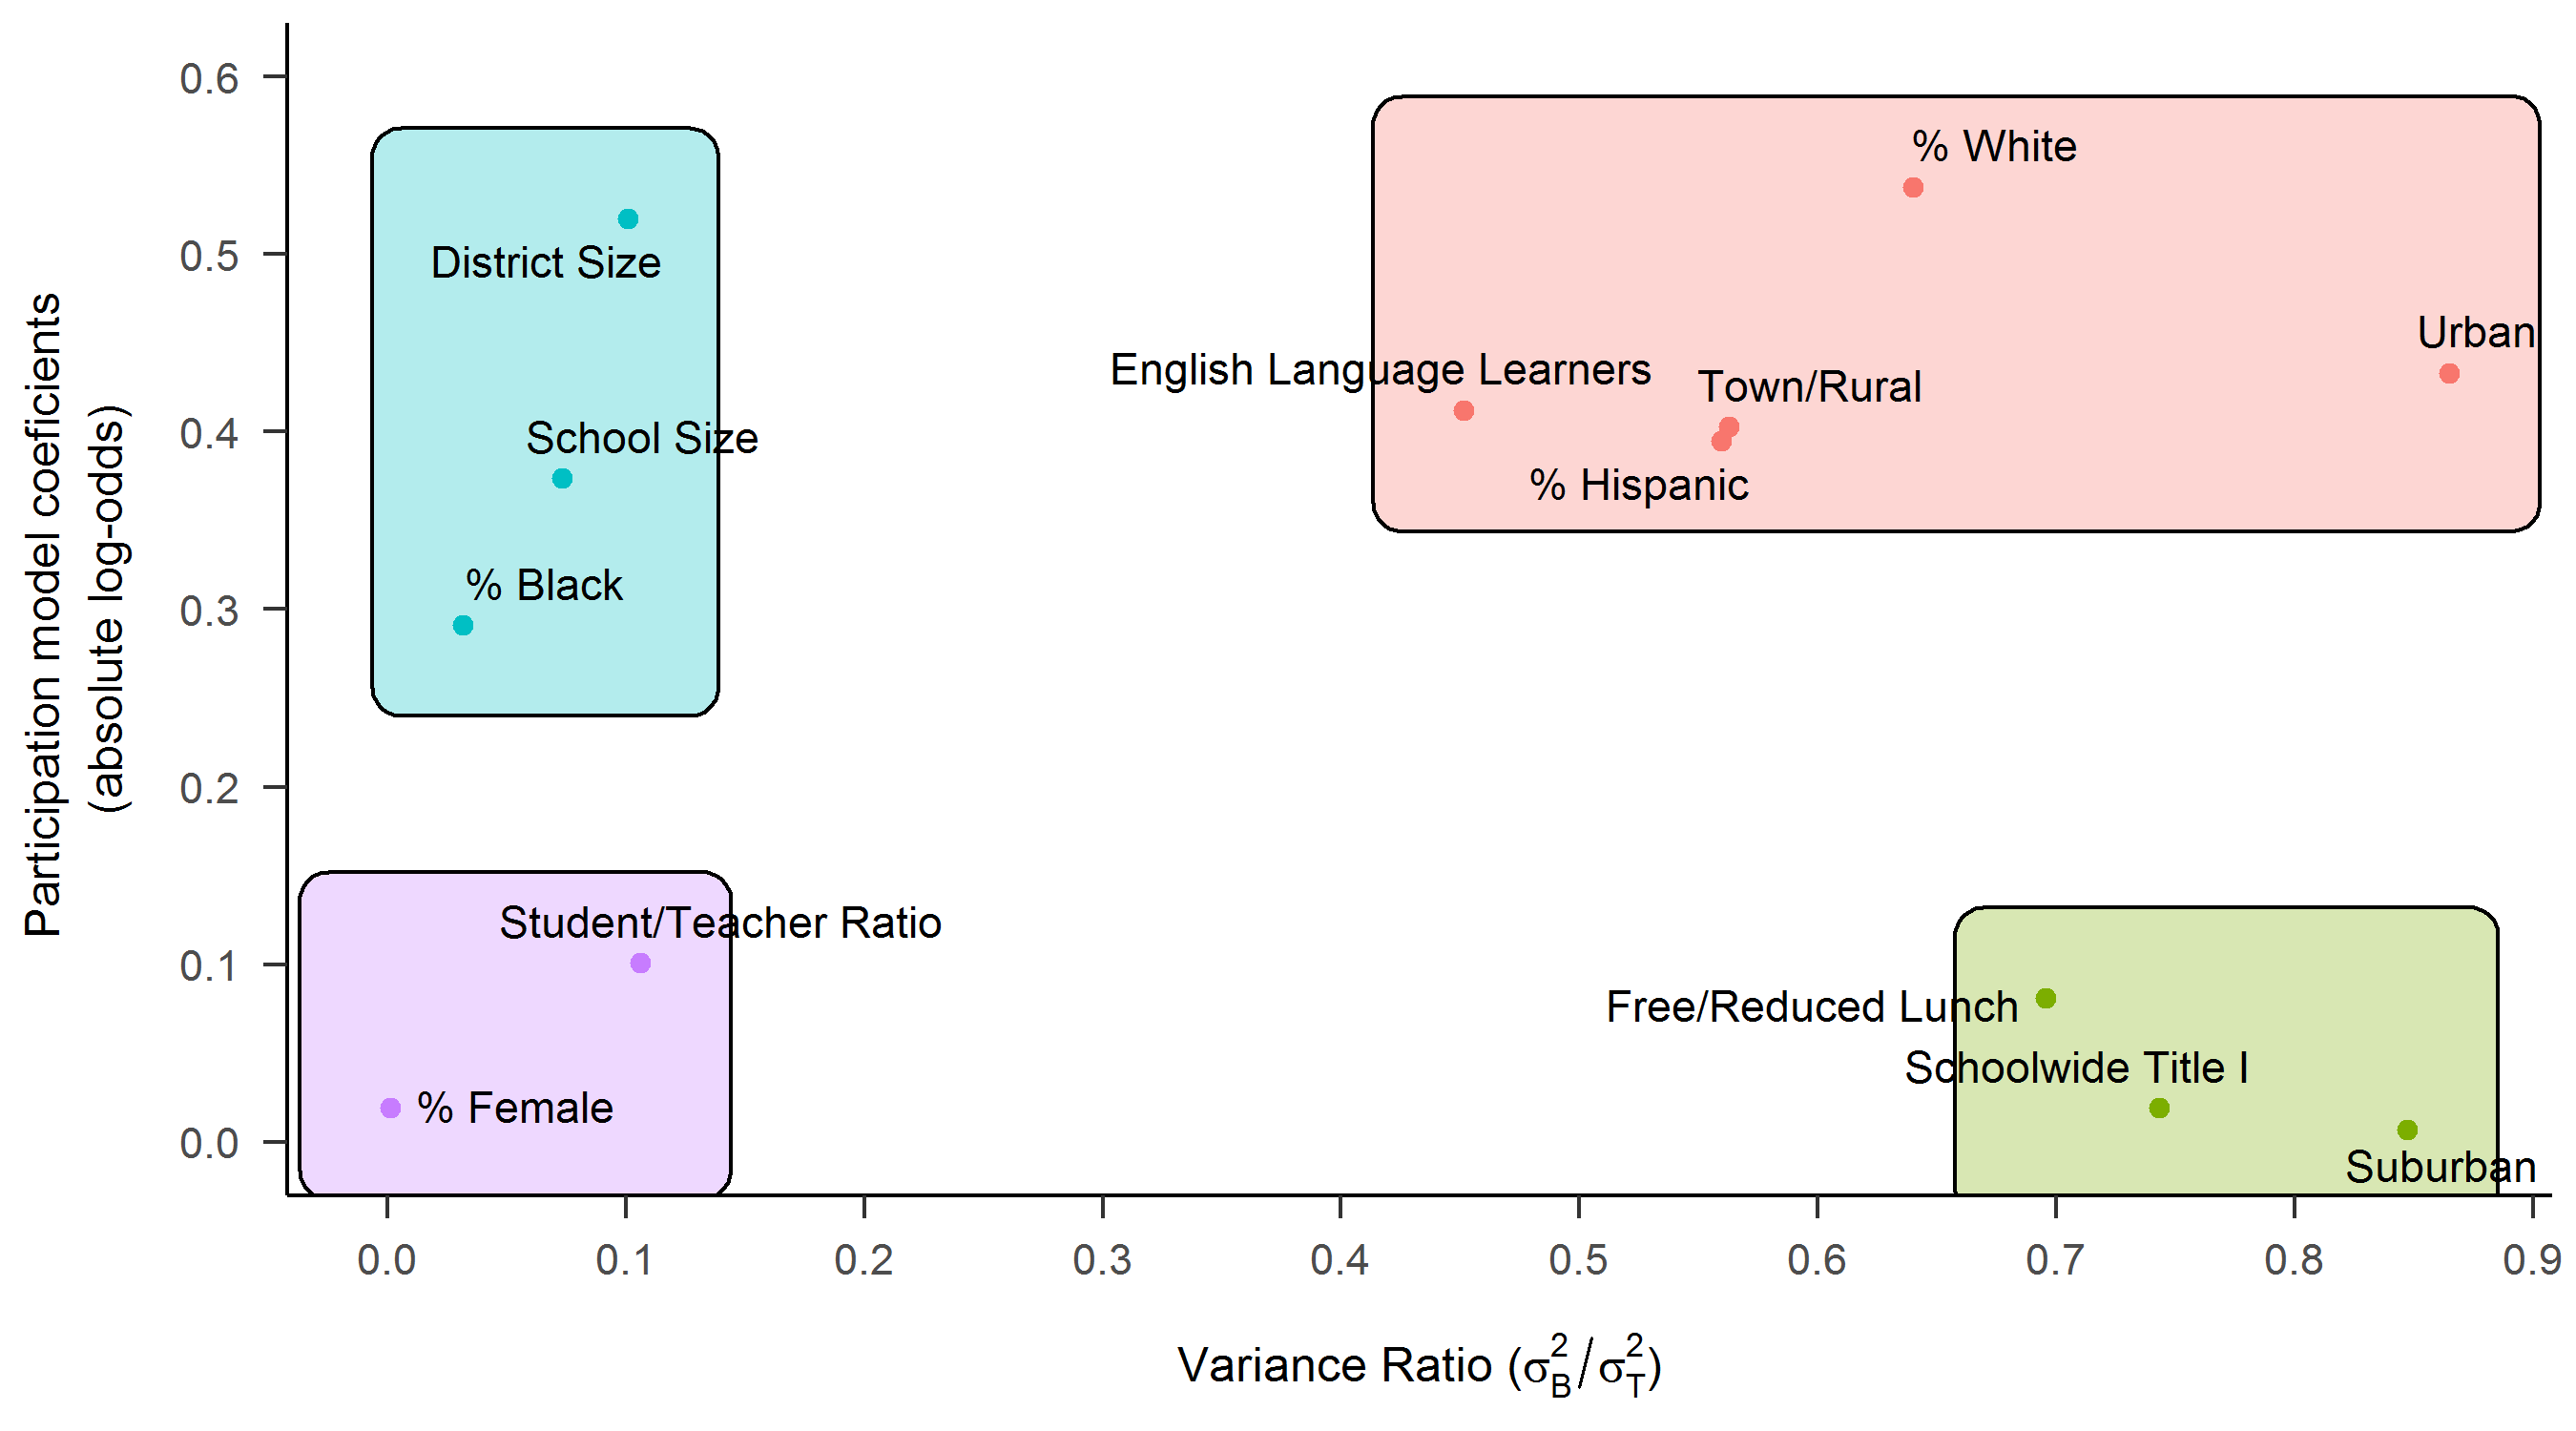 Participation model coeficients
(absolute log-odds)
0.6
0.5
0.4
0.3
0.2
0.1
0.0
% White
District Size
Urban
English Language Learners
Town/Rural
School Size
% Hispanic
% Black
Student/Teacher Ratio
Free/Reduced Lunch
Schoolwide Title I
% Female
Suburban
0.0 0.1 0.2 0.3 0.4 0.5 0.6 0.7 0.8 0.9
Variance Ratio (σ²_B/σ²_T)